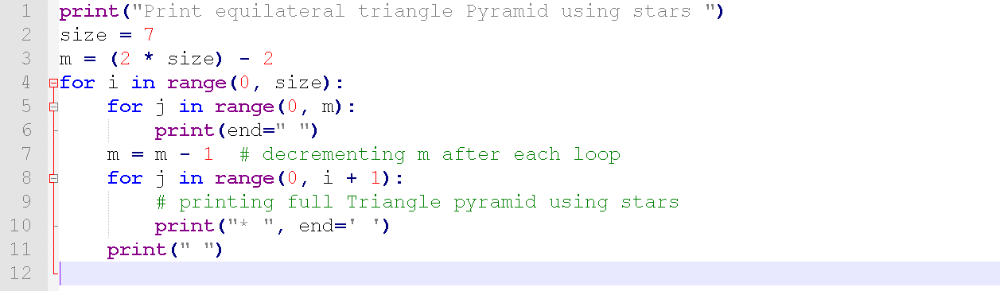 1 print("Print equilateral triangle Pyramid using stars ")
2 size = 7
3 m = (2 * size) - 2
4 for i in range(0, size):
5     for j in range(0, m):
6         print(end=" ")
7     m = m - 1  # decrementing m after each loop
8     for j in range(0, i + 1):
9         # printing full Triangle pyramid using stars
10         print("* ", end=' ')
11     print(" ")
12